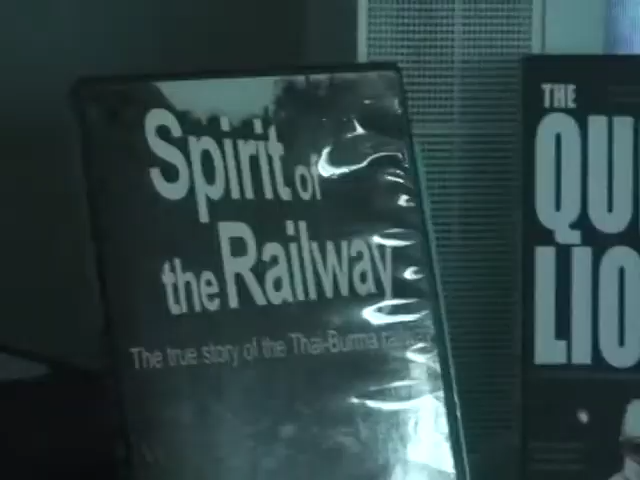 Spirit of
the Railway
The true story of the Thai-Burma
THE
QU
LIO